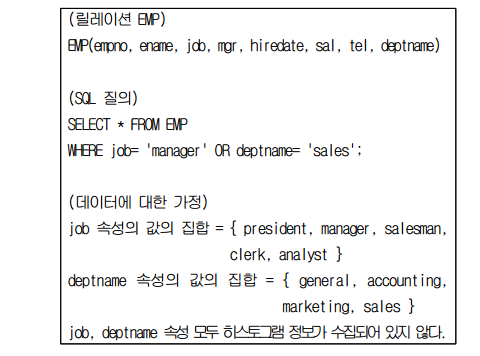 (릴레이션 EMP)
EMP(empno, ename, job, mgr, hiredate, sal, tel, deptname)
(SQL 질의)
SELECT * FROM EMP
WHERE job= 'manager' OR deptname= 'sales';
(데이터에 대한 가정)
job 속성의 값의 집합 = { president, manager, salesman,
clerk, analyst }
deptname 속성의 값의 집합 = { general, accounting,
marketing, sales }
job, deptname 속성 모두 히스토그램 정보가 수집되어 있지 않다.